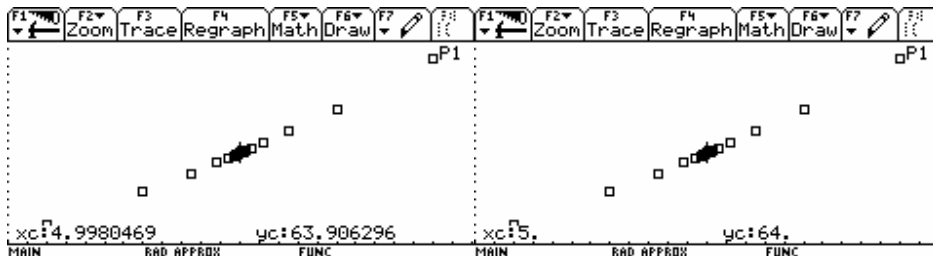 F1 F2 Zoom F3 Trace F4 Regraph F5 Math F6 Draw F7
P1
xc:4.9980469 yc:63.906296
MAIN RAD APPROX FUNC
F1 F2 Zoom F3 Trace F4 Regraph F5 Math F6 Draw F7
P1
xc:5. yc:64.
MAIN RAD APPROX FUNC